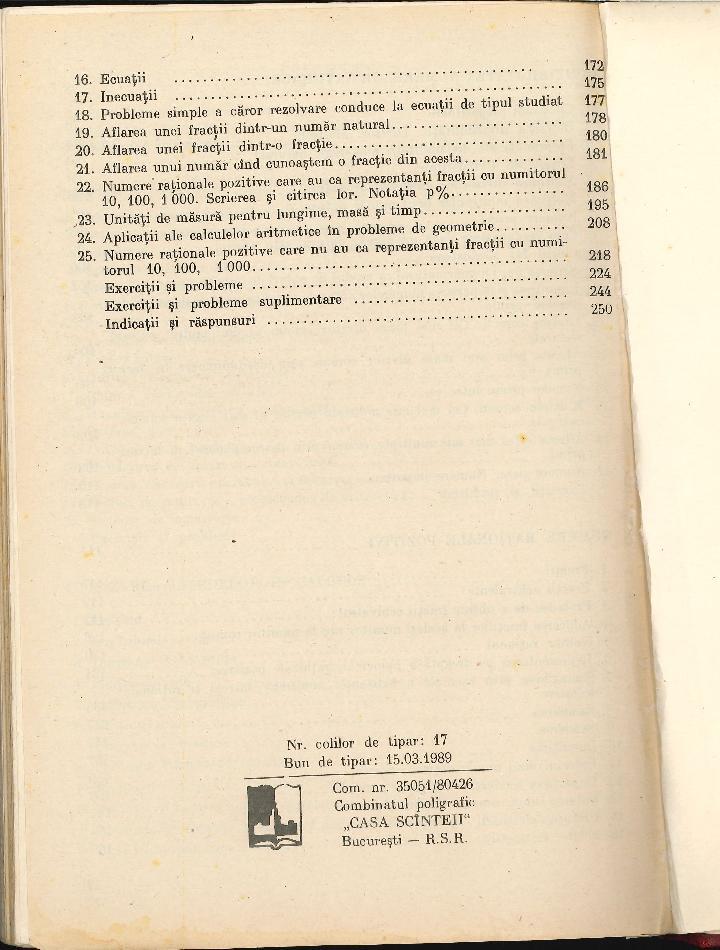 16. Ecuații ........ 172
17. Inecuații ........ 175
18. Probleme simple a căror rezolvare conduce la ecuații de tipul studiat 177
19. Aflarea unei fracții dintr-un număr natural........ 178
20. Aflarea unei fracții dintr-o fracție........ 180
21. Aflarea unui număr cînd cunoaștem o fracție din acesta........ 181
22. Numere raționale pozitive care au ca reprezentanți fracții cu numitorul
10, 100, 1 000. Scrierea și citirea lor. Notația p%........ 186
23. Unități de măsură pentru lungime, masă și timp........ 195
24. Aplicații ale calculelor aritmetice în probleme de geometrie........ 208
25. Numere raționale pozitive care nu au ca reprezentanți fracții cu numi-
torul 10, 100, 1 000........ 218
Exerciții și probleme ........ 224
Exerciții și probleme suplimentare ........ 244
Indicații și răspunsuri ........ 250
Nr. colilor de tipar: 17
Bun de tipar: 15.03.1989
Com. nr. 35051/80426
Combinatul poligrafic
„CASA SCÎNTEII“
București — R.S.R.